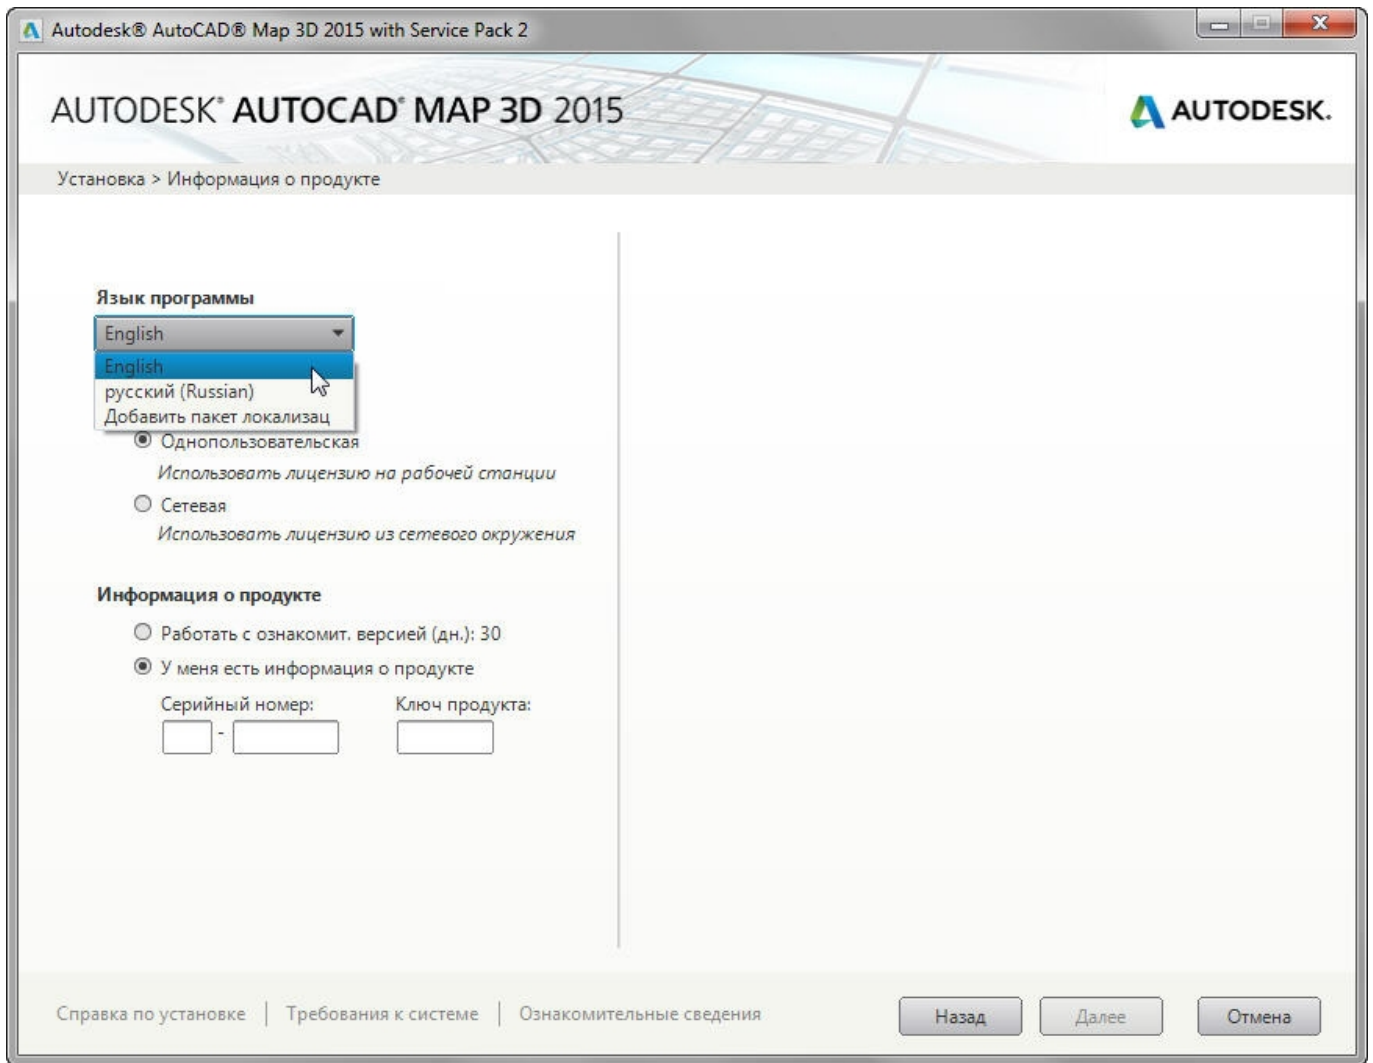 Autodesk® AutoCAD® Map 3D 2015 with Service Pack 2
AUTODESK® AUTOCAD® MAP 3D 2015
AUTODESK.
Установка > Информация о продукте
Язык программы
English
English
русский (Russian)
Добавить пакет локализац
Однопользовательская
Использовать лицензию на рабочей станции
Сетевая
Использовать лицензию из сетевого окружения
Информация о продукте
Работать с ознакомит. версией (дн.): 30
У меня есть информация о продукте
Серийный номер: Ключ продукта:
-
Справка по установке | Требования к системе | Ознакомительные сведения
Назад Далее Отмена